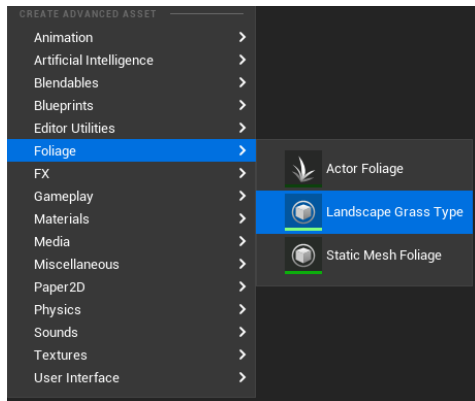 CREATE ADVANCED ASSET
Animation
Artificial Intelligence
Blendables
Blueprints
Editor Utilities
Foliage
FX
Gameplay
Materials
Media
Miscellaneous
Paper2D
Physics
Sounds
Textures
User Interface
Actor Foliage
Landscape Grass Type
Static Mesh Foliage